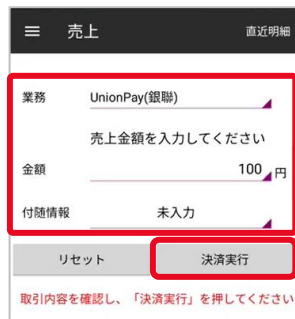 売上 直近明細
業務 UnionPay(銀聯)
売上金額を入力してください
金額 100 円
付随情報 未入力
リセット 決済実行
取引内容を確認し、「決済実行」を押してください